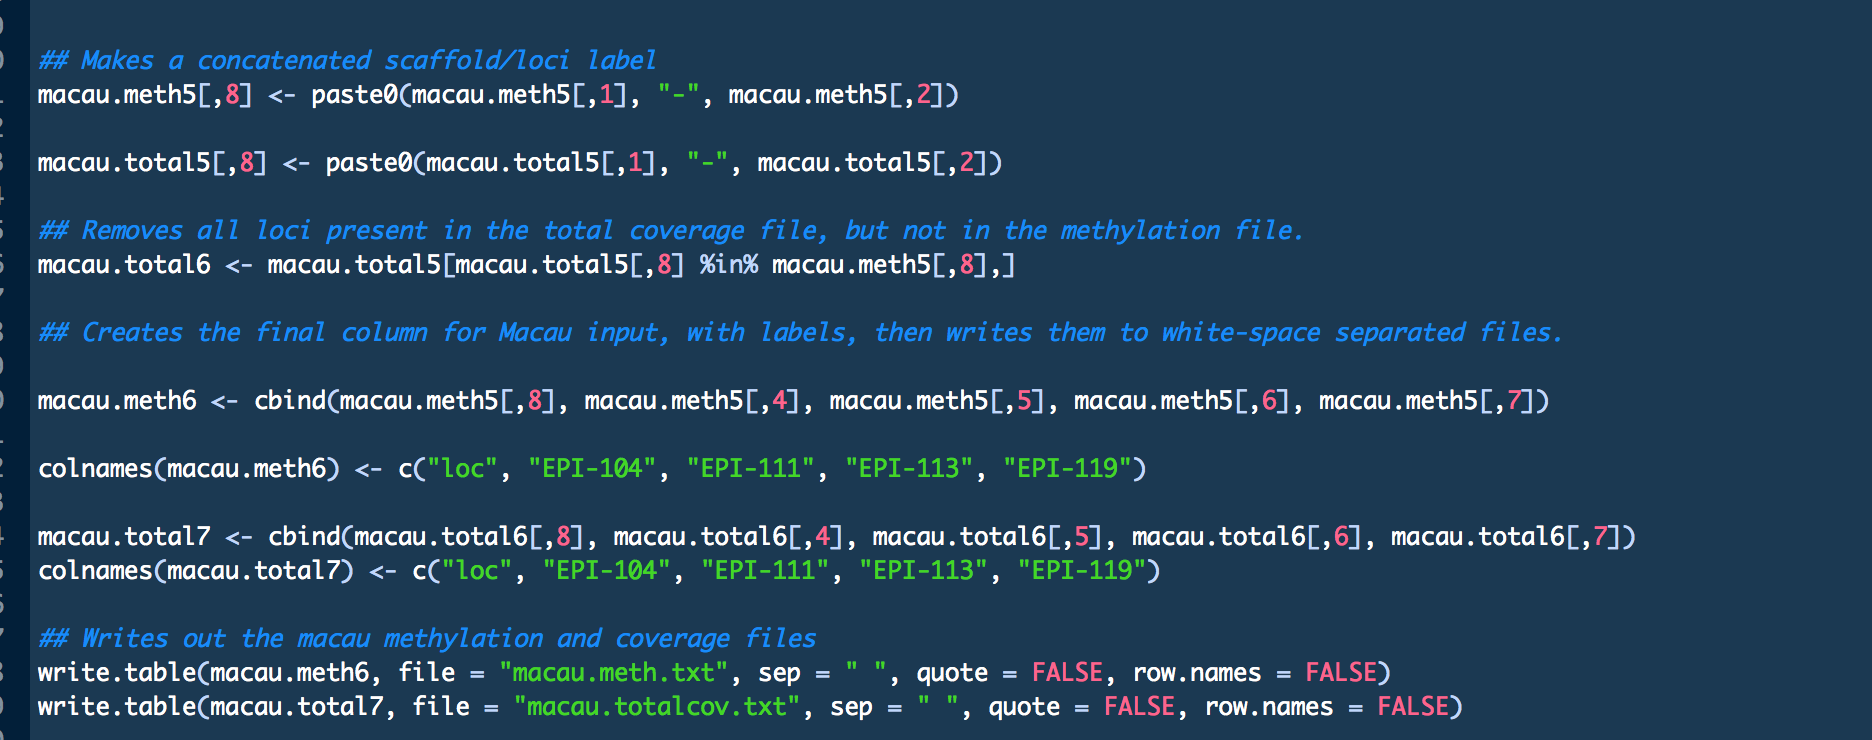 ## Makes a concatenated scaffold/loci label
macau.meth5[,8] <- paste0(macau.meth5[,1], "-", macau.meth5[,2])
macau.total5[,8] <- paste0(macau.total5[,1], "-", macau.total5[,2])
## Removes all loci present in the total coverage file, but not in the methylation file.
macau.total6 <- macau.total5[macau.total5[,8] %in% macau.meth5[,8],]
## Creates the final column for Macau input, with labels, then writes them to white-space separated files.
macau.meth6 <- cbind(macau.meth5[,8], macau.meth5[,4], macau.meth5[,5], macau.meth5[,6], macau.meth5[,7])
colnames(macau.meth6) <- c("loc", "EPI-104", "EPI-111", "EPI-113", "EPI-119")
macau.total7 <- cbind(macau.total6[,8], macau.total6[,4], macau.total6[,5], macau.total6[,6], macau.total6[,7])
colnames(macau.total7) <- c("loc", "EPI-104", "EPI-111", "EPI-113", "EPI-119")
## Writes out the macau methylation and coverage files
write.table(macau.meth6, file = "macau.meth.txt", sep = " ", quote = FALSE, row.names = FALSE)
write.table(macau.total7, file = "macau.totalcov.txt", sep = " ", quote = FALSE, row.names = FALSE)